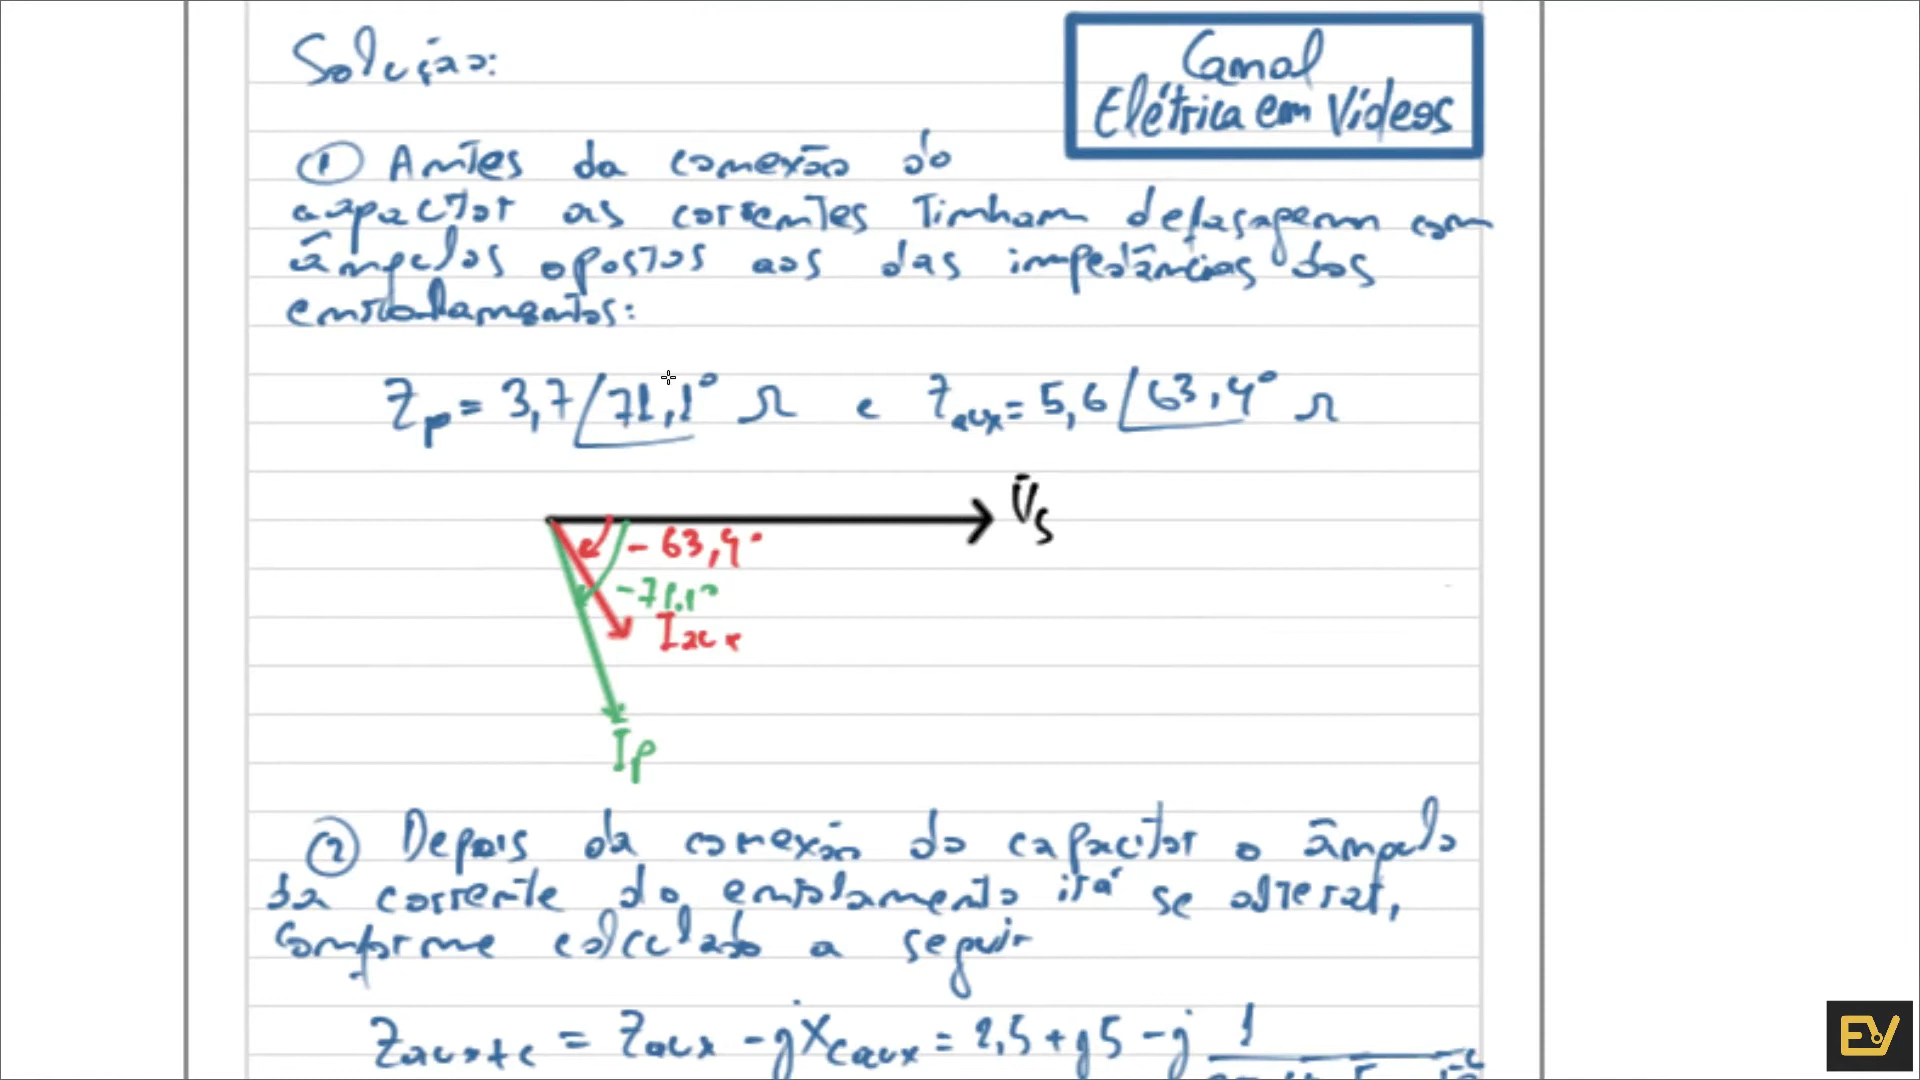 Solução:
Canal
Elétrica em Vídeos
① Antes da conexão do
capacitor as correntes tinham defasagem com
ângulos opostos aos das impedâncias dos
enrolamentos:
Zp = 3,7 ∠71,1° Ω e Zaux = 5,6 ∠63,4° Ω
V̇s
-63,4°
-71,1°
Iaux
Ip
② Depois da conexão do capacitor o ângulo
da corrente do enrolamento irá se alterar,
conforme calculado a seguir
Zaux+c = Zaux - jXcaux = 2,5 + j5 - j 1
EV